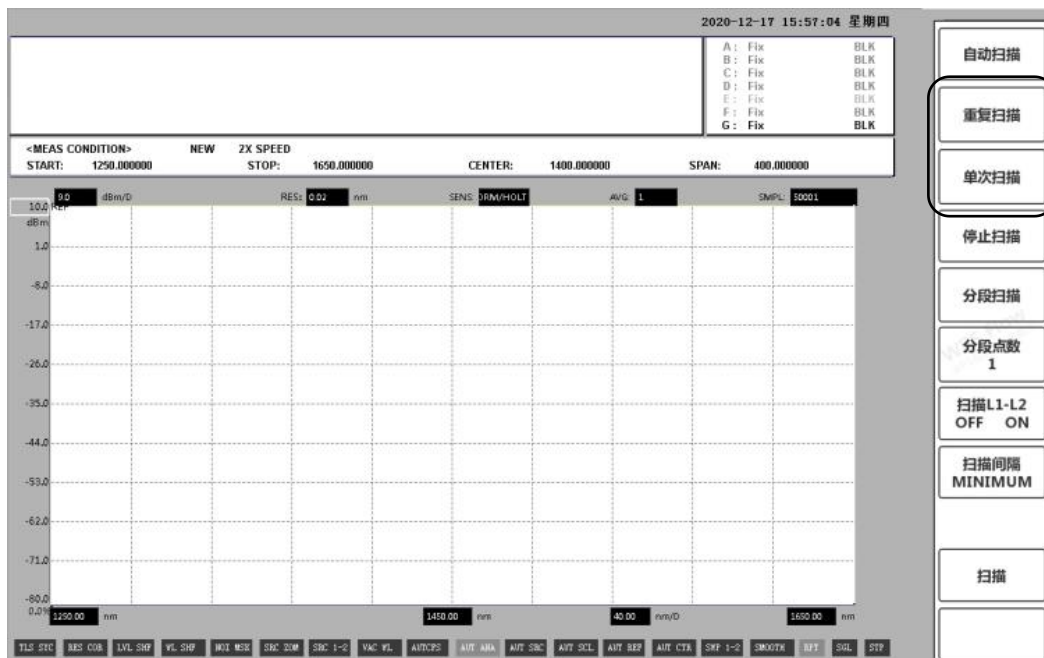 2020-12-17 15:57:04 星期四
A: Fix BLK
B: Fix BLK
C: Fix BLK
D: Fix BLK
E: Fix BLK
F: Fix BLK
G: Fix BLK
<MEAS CONDITION> NEW 2X SPEED
START: 1250.000000 STOP: 1650.000000 CENTER: 1400.000000 SPAN: 400.000000
9.0 dBm/D RES: 0.02 nm SENS: ORM/HOLT AVG: 1 SMPL: 50001
10.0 REF
dBm
1.0
-8.0
-17.0
-26.0
-35.0
-44.0
-53.0
-62.0
-71.0
-80.0
0.0%
1250.00 nm 1450.00 nm 40.00 nm/D 1650.00 nm
TLS SYC RES COR LVL SHF VL SHF NOI MSK SRC ZOM SRC 1-2 VAC VL AUTCPS AUT ANA AUT SRC AUT SCL AUT REF AUT CTR SWP 1-2 SMOOTH RPT SGL STP
自动扫描
重复扫描
单次扫描
停止扫描
分段扫描
分段点数
1
扫描L1-L2
OFF ON
扫描间隔
MINIMUM
扫描